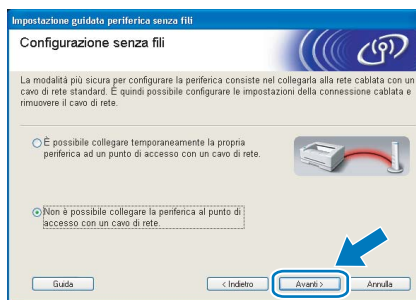 Impostazione guidata periferica senza fili
Configurazione senza fili
La modalità più sicura per configurare la periferica consiste nel collegarla alla rete cablata con un
cavo di rete standard. È quindi possibile configurare le impostazioni della connessione cablata e
rimuovere il cavo di rete.
È possibile collegare temporaneamente la propria
periferica ad un punto di accesso con un cavo di rete.
Non è possibile collegare la periferica al punto di
accesso con un cavo di rete.
Guida
< Indietro
Avanti >
Annulla